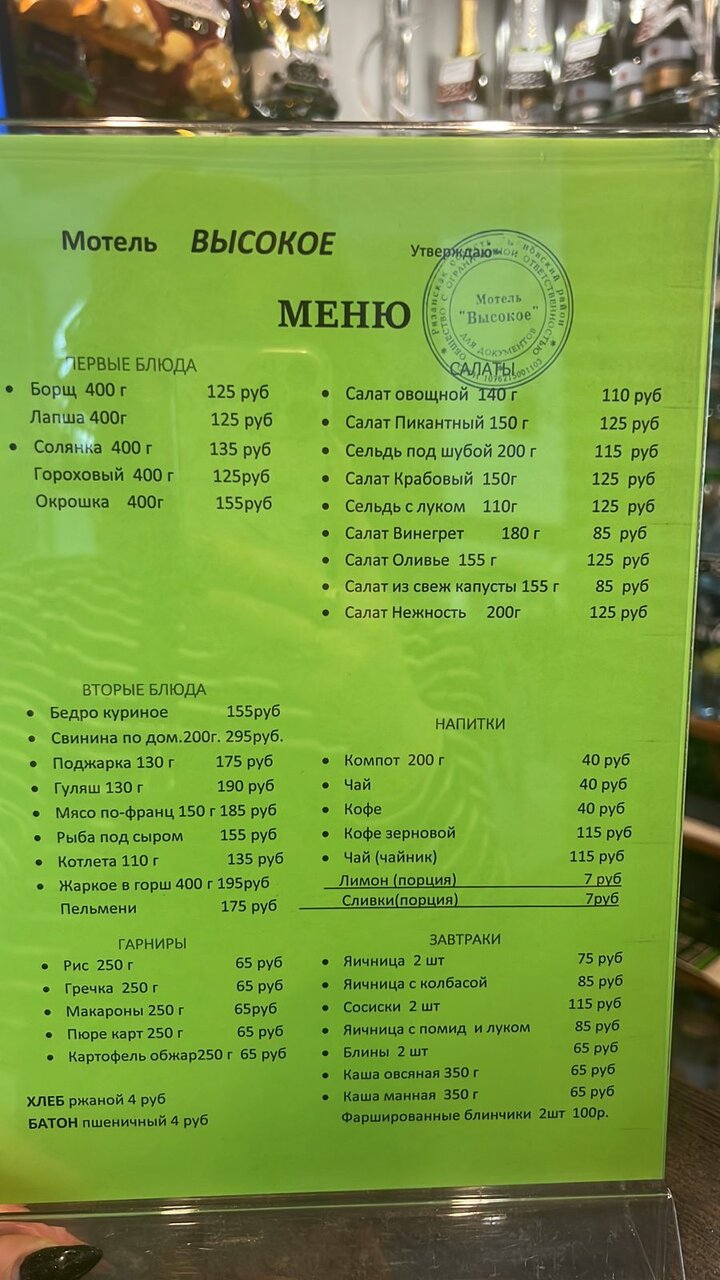 Мотель ВЫСОКОЕ
Утверждаю
Мотель
"Высокое"
ДЛЯ ДОКУМЕНТОВ
МЕНЮ
ПЕРВЫЕ БЛЮДА
• Борщ 400 г 125 руб
Лапша 400г 125 руб
• Солянка 400 г 135 руб
Гороховый 400 г 125руб
Окрошка 400г 155руб
САЛАТЫ
• Салат овощной 140 г 110 руб
• Салат Пикантный 150 г 125 руб
• Сельдь под шубой 200 г 115 руб
• Салат Крабовый 150г 125 руб
• Сельдь с луком 110г 125 руб
• Салат Винегрет 180 г 85 руб
• Салат Оливье 155 г 125 руб
• Салат из свеж капусты 155 г 85 руб
• Салат Нежность 200г 125 руб
ВТОРЫЕ БЛЮДА
• Бедро куриное 155руб
• Свинина по дом.200г. 295руб.
• Поджарка 130 г 175 руб
• Гуляш 130 г 190 руб
• Мясо по-франц 150 г 185 руб
• Рыба под сыром 155 руб
• Котлета 110 г 135 руб
• Жаркое в горш 400 г 195руб
Пельмени 175 руб
НАПИТКИ
• Компот 200 г 40 руб
• Чай 40 руб
• Кофе 40 руб
• Кофе зерновой 115 руб
• Чай (чайник) 115 руб
Лимон (порция) 7 руб
Сливки(порция) 7руб
ГАРНИРЫ
• Рис 250 г 65 руб
• Гречка 250 г 65 руб
• Макароны 250 г 65руб
• Пюре карт 250 г 65 руб
• Картофель обжар250 г 65 руб
ХЛЕБ ржаной 4 руб
БАТОН пшеничный 4 руб
ЗАВТРАКИ
• Яичница 2 шт 75 руб
• Яичница с колбасой 85 руб
• Сосиски 2 шт 115 руб
• Яичница с помид и луком 85 руб
• Блины 2 шт 65 руб
• Каша овсяная 350 г 65 руб
• Каша манная 350 г 65 руб
Фаршированные блинчики 2шт 100р.